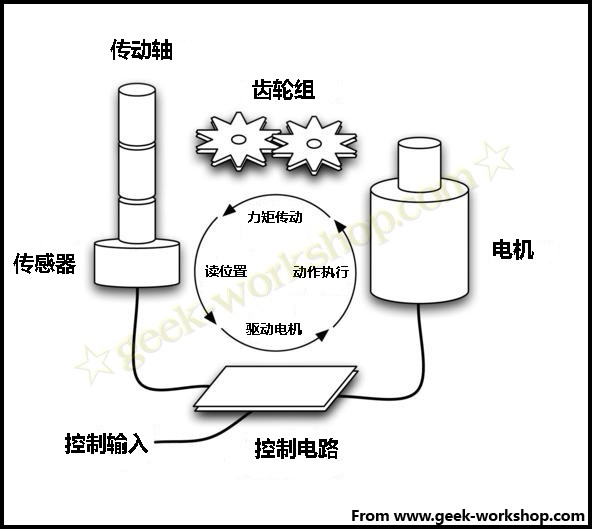 传动轴
齿轮组
力矩传动
传感器
读位置
动作执行
电机
驱动电机
控制输入
控制电路
☆geek-workshop.com☆
From www.geek-workshop.com